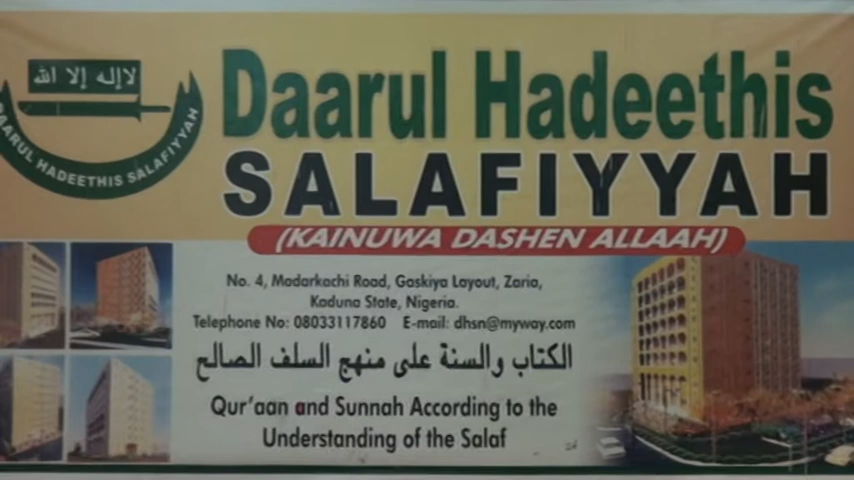 لا إله إلا الله
DAARUL HADEETHIS SALAFIYYAH
Daarul Hadeethis
SALAFIYYAH
(KAINUWA DASHEN ALLAAH)
No. 4, Madarkachi Road, Gaskiya Layout, Zaria,
Kaduna State, Nigeria.
Telephone No: 08033117860 E-mail: dhsn@myway.com
الكتاب والسنة على منهج السلف الصالح
Qur'aan and Sunnah According to the
Understanding of the Salaf